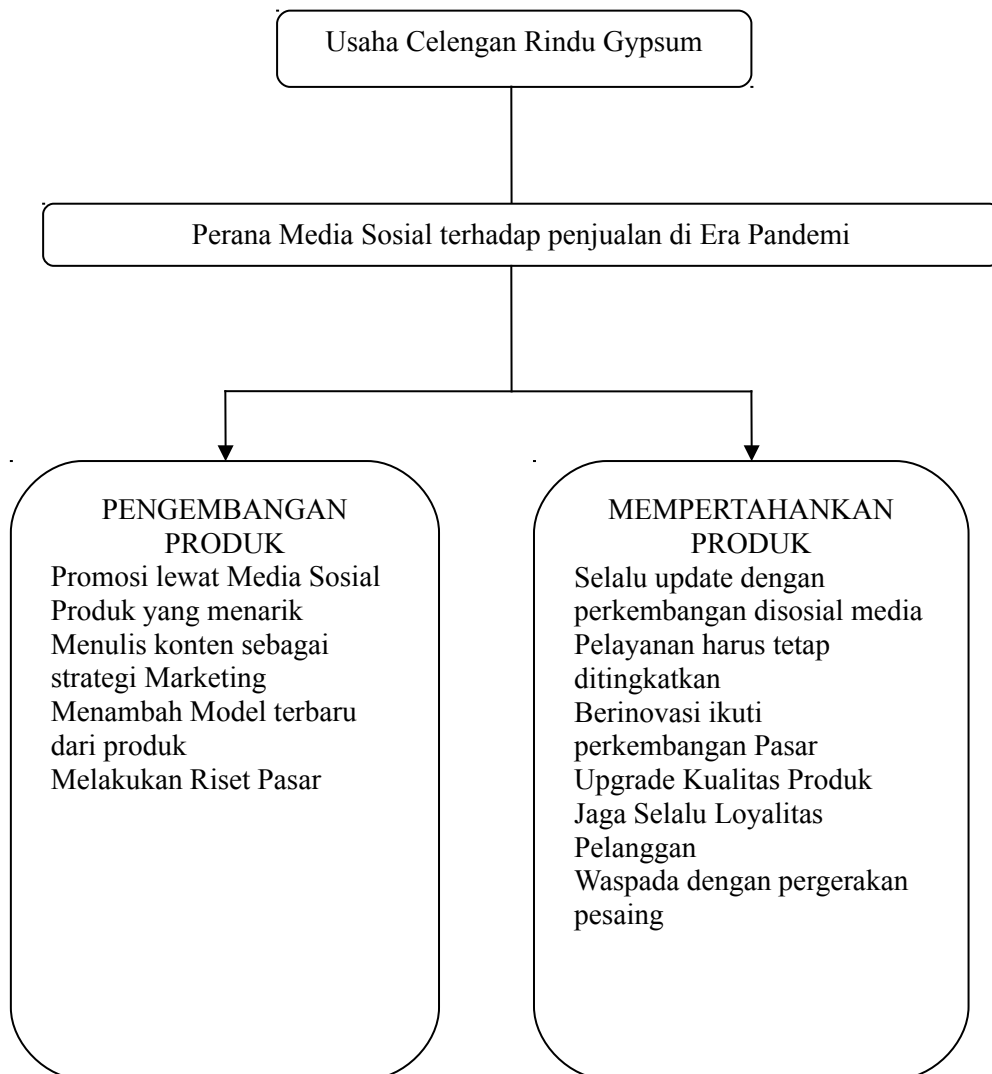 Usaha Celengan Rindu Gypsum
Perana Media Sosial terhadap penjualan di Era Pandemi
PENGEMBANGAN
PRODUK
Promosi lewat Media Sosial
Produk yang menarik
Menulis konten sebagai
strategi Marketing
Menambah Model terbaru
dari produk
Melakukan Riset Pasar
MEMPERTAHANKAN
PRODUK
Selalu update dengan
perkembangan disosial media
Pelayanan harus tetap
ditingkatkan
Berinovasi ikuti
perkembangan Pasar
Upgrade Kualitas Produk
Jaga Selalu Loyalitas
Pelanggan
Waspada dengan pergerakan
pesaing